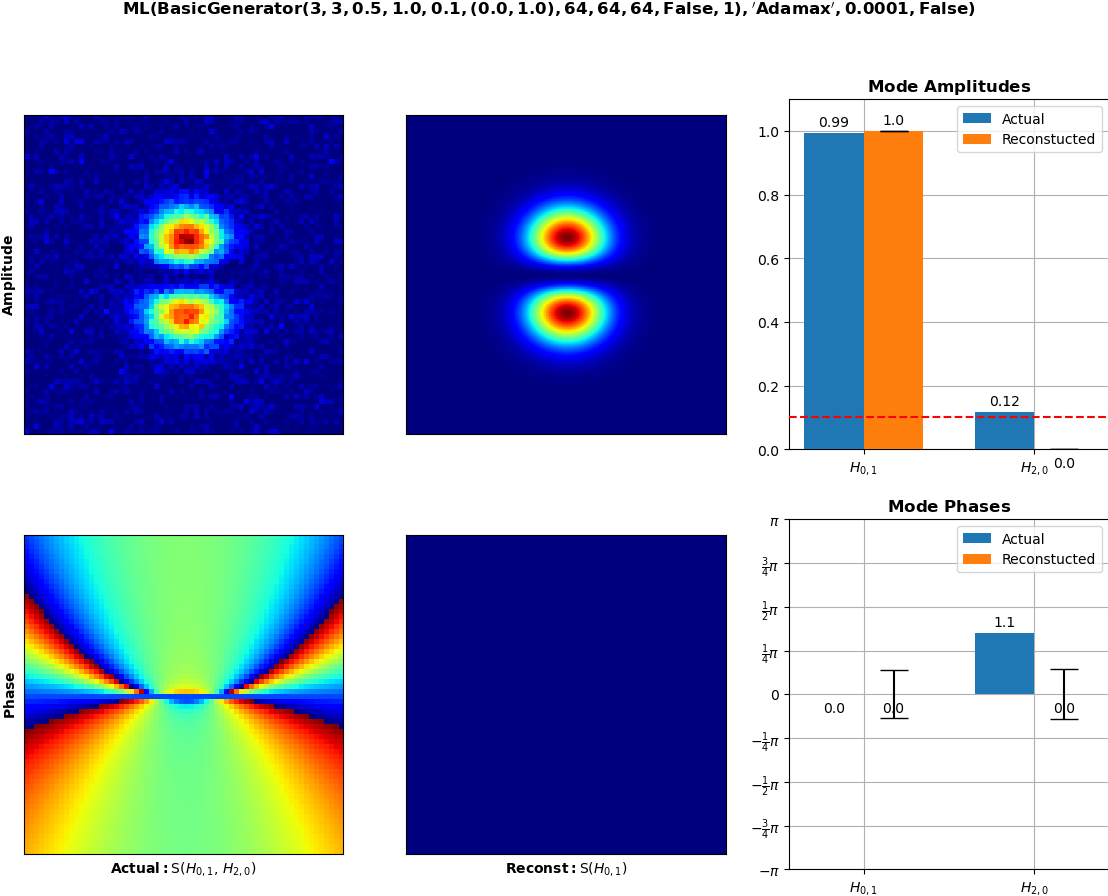 ML(BasicGenerator(3, 3, 0.5, 1.0, 0.1, (0.0, 1.0), 64, 64, 64, False, 1), ′Adamax′, 0.0001, False)
Amplitude
Mode Amplitudes
Actual
Reconstucted
0.99
1.0
0.12
0.0
1.0
0.8
0.6
0.4
0.2
0.0
H0,1
H2,0
Phase
Actual: S(H0,1, H2,0)
Reconst: S(H0,1)
Mode Phases
Actual
Reconstucted
1.1
0.0
0.0
0.0
π
3/4π
1/2π
1/4π
0
−1/4π
−1/2π
−3/4π
−π
H0,1
H2,0